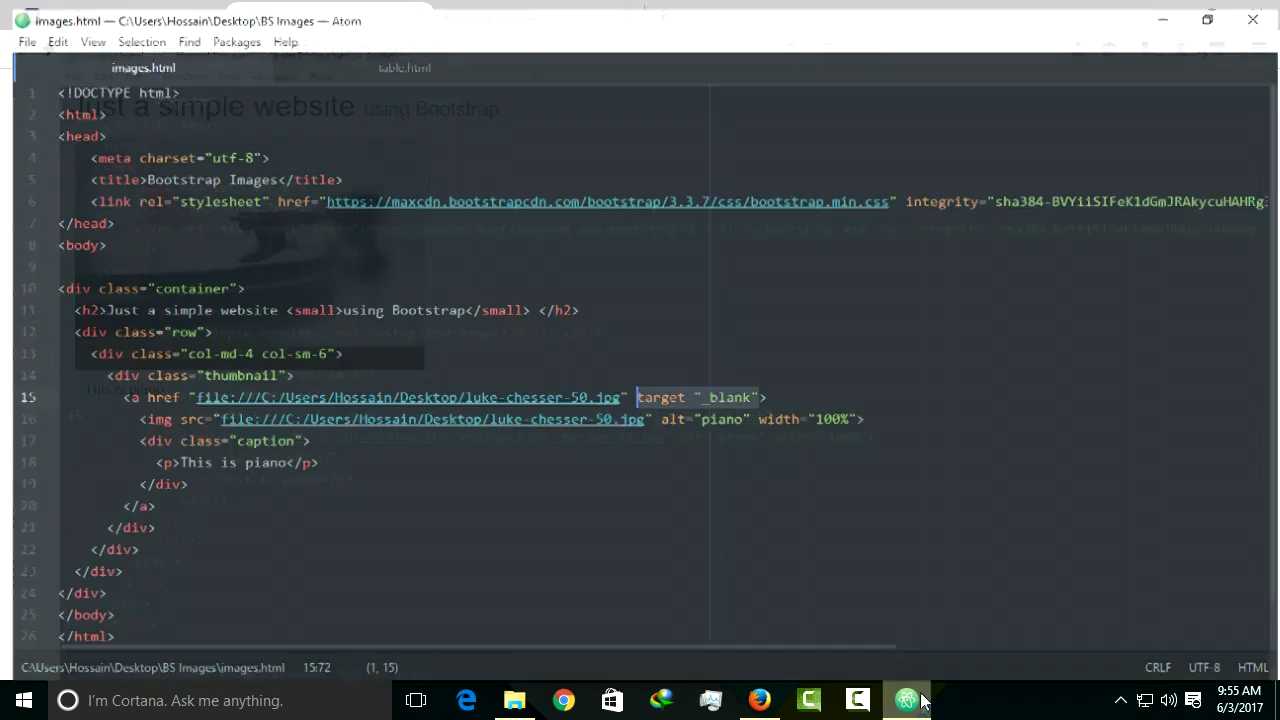 images.html — C:\Users\Hossain\Desktop\BS Images — Atom
File Edit View Selection Find Packages Help
images.html table.html
Just a simple website using Bootstrap
1 <!DOCTYPE html>
2 <html>
3 <head>
4 <meta charset="utf-8">
5 <title>Bootstrap Images</title>
6 <link rel="stylesheet" href="https://maxcdn.bootstrapcdn.com/bootstrap/3.3.7/css/bootstrap.min.css" integrity="sha384-BVYiiSIFeK1dGmJRAkycuHAHRg
7 </head>
8 <body>
9
10 <div class="container">
11 <h2>Just a simple website <small>using Bootstrap</small> </h2>
12 <div class="row">
13 <div class="col-md-4 col-sm-6">
14 <div class="thumbnail">
This is piano
15 <a href "file:///C:/Users/Hossain/Desktop/luke-chesser-50.jpg" target "_blank">
16 <img src="file:///C:/Users/Hossain/Desktop/luke-chesser-50.jpg" alt="piano" width="100%">
17 <div class="caption">
18 <p>This is piano</p>
19 </div>
20 </a>
21 </div>
22 </div>
23 </div>
24 </div>
25 </body>
26 </html>
C:\Users\Hossain\Desktop\BS Images\images.html 15:72 (1, 15) CRLF UTF-8 HTML
I'm Cortana. Ask me anything.
9:55 AM
6/3/2017